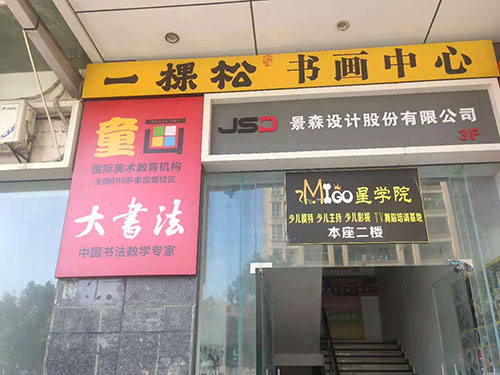 一棵松 书画中心
童画
国际美术教育机构
全国600多家加盟校区
大书法
中国书法教学专家
JSD 景森设计股份有限公司
3F
MIGO星学院
少儿模特 少儿主持 少儿影视 TV舞蹈培训基地
本座二楼